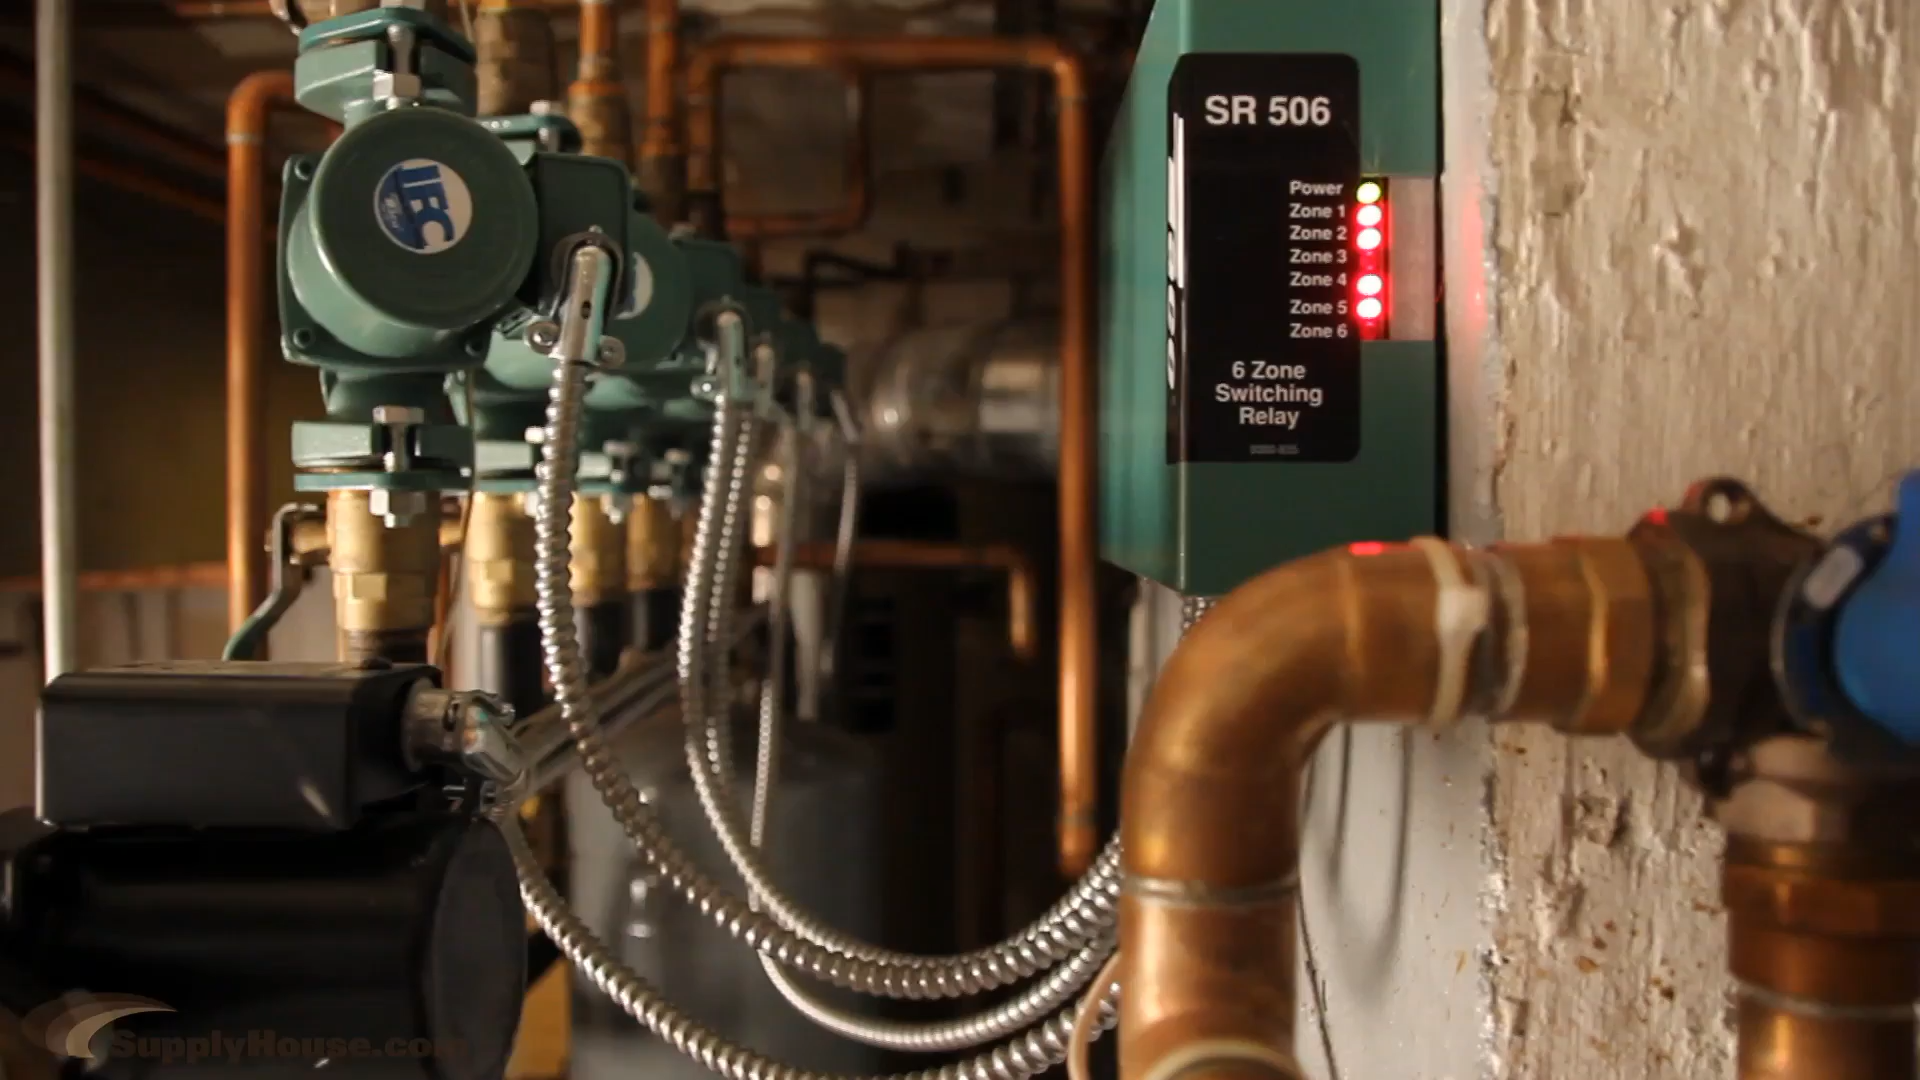 SR 506
Power
Zone 1
Zone 2
Zone 3
Zone 4
Zone 5
Zone 6
6 Zone
Switching
Relay
IFC
SupplyHouse.com